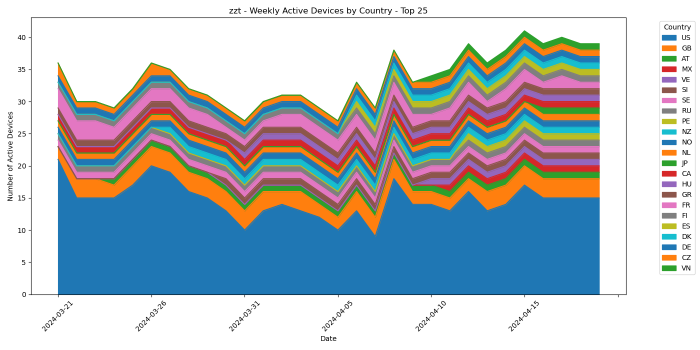 zzt - Weekly Active Devices by Country - Top 25
Number of Active Devices
40
35
30
25
20
15
10
5
0
2024-03-21
2024-03-26
2024-03-31
2024-04-05
2024-04-10
2024-04-15
Date
Country
US
GB
AT
MX
IE
SI
SE
RU
PE
NZ
NO
NL
JP
CA
HU
GR
FR
FI
ES
DK
DE
CZ
VN